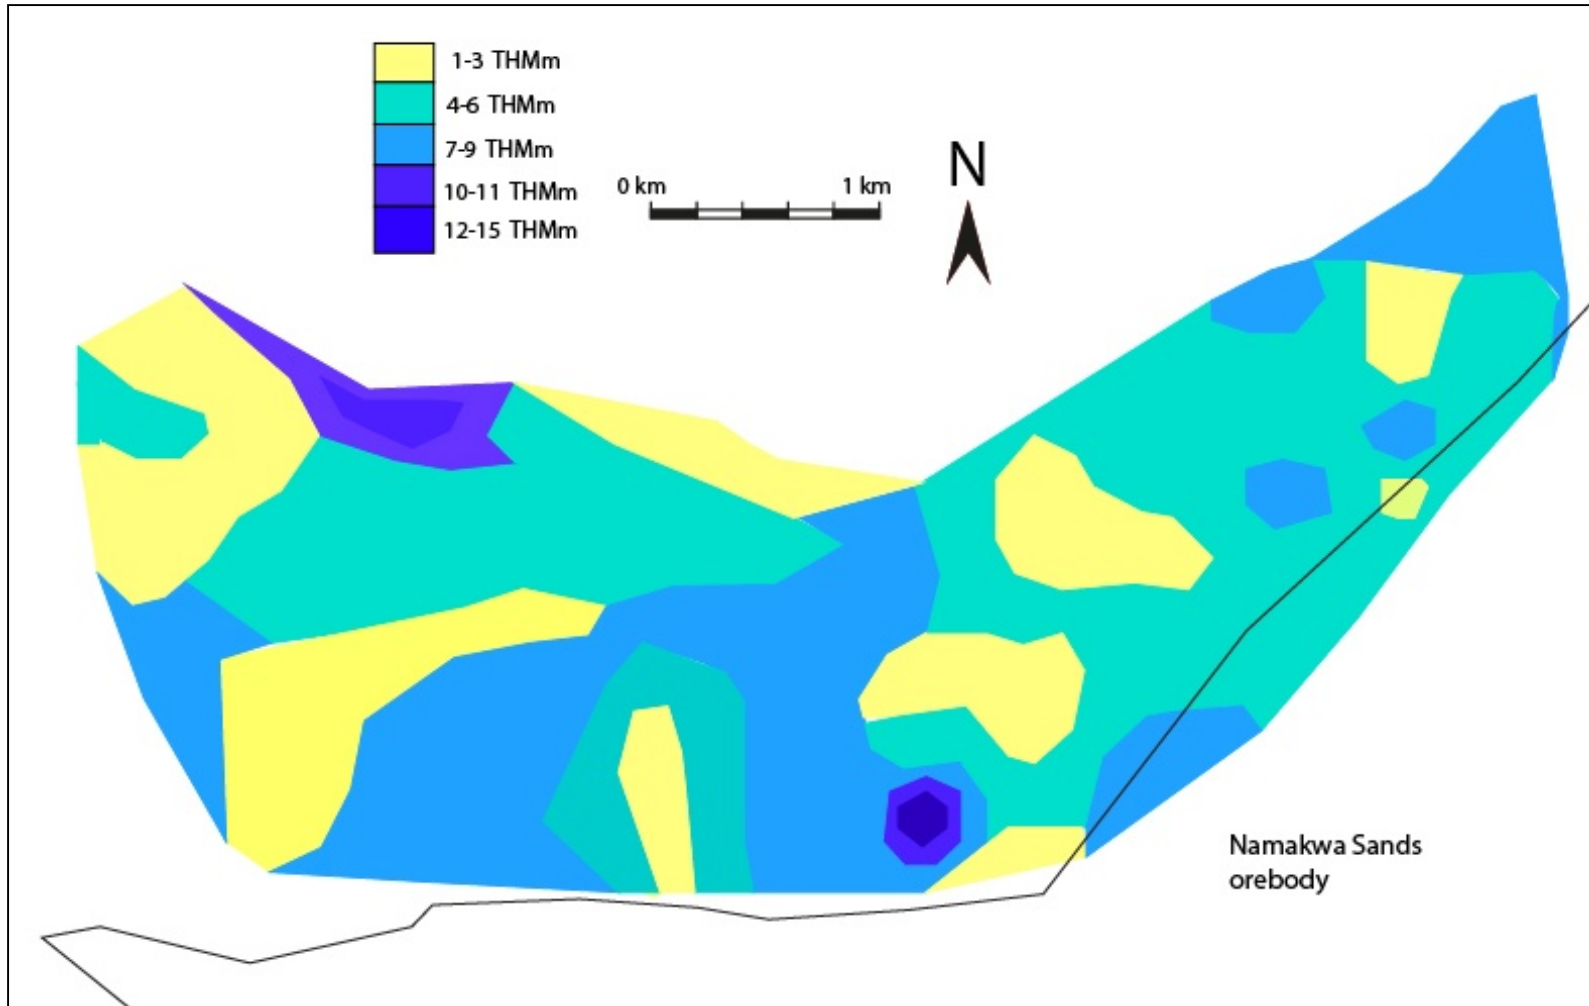 1-3 THMm
4-6 THMm
7-9 THMm
10-11 THMm
12-15 THMm
0 km 1 km
N
Namakwa Sands
orebody